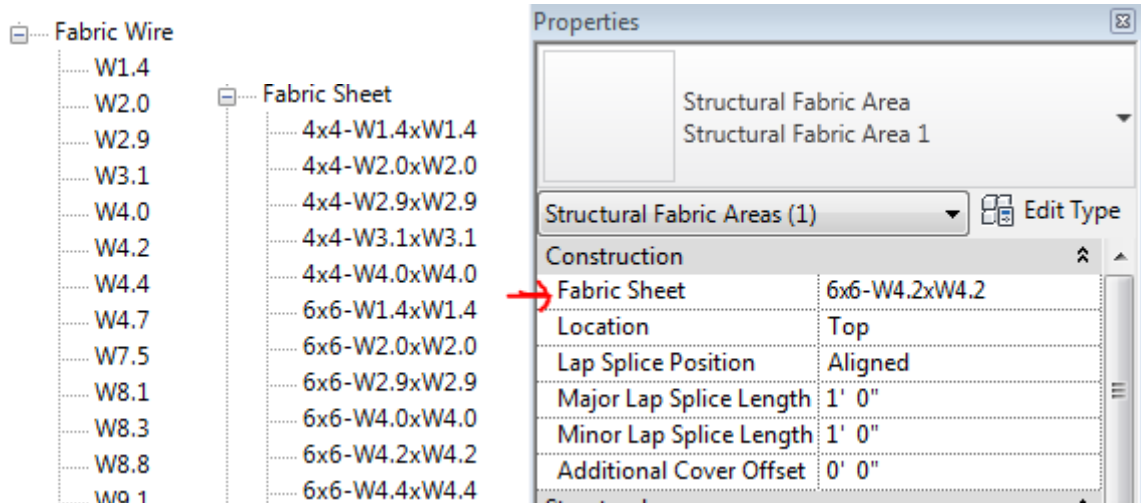 Fabric Wire
W1.4
W2.0
W2.9
W3.1
W4.0
W4.2
W4.4
W4.7
W7.5
W8.1
W8.3
W8.8
W9.1
Fabric Sheet
4x4-W1.4xW1.4
4x4-W2.0xW2.0
4x4-W2.9xW2.9
4x4-W3.1xW3.1
4x4-W4.0xW4.0
6x6-W1.4xW1.4
6x6-W2.0xW2.0
6x6-W2.9xW2.9
6x6-W4.0xW4.0
6x6-W4.2xW4.2
6x6-W4.4xW4.4
Properties
Structural Fabric Area
Structural Fabric Area 1
Structural Fabric Areas (1) Edit Type
Construction
Fabric Sheet 6x6-W4.2xW4.2
Location Top
Lap Splice Position Aligned
Major Lap Splice Length 1' 0"
Minor Lap Splice Length 1' 0"
Additional Cover Offset 0' 0"